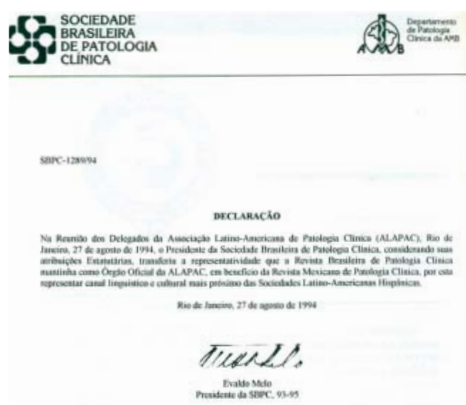 SOCIEDADE
BRASILEIRA
DE PATOLOGIA
CLÍNICA
Departamento
de Patologia
Clínica da AMB
A B
SBPC-1289/94
DECLARAÇÃO
Na Reunião dos Delegados da Associação Latino-Americana de Patologia Clínica (ALAPAC), Rio de
Janeiro, 27 de agosto de 1994, o Presidente da Sociedade Brasileira de Patologia Clínica, considerando suas
atribuições Estatutárias, transferiu a representatividade que a Revista Brasileira de Patologia Clínica
mantinha como Órgão Oficial da ALAPAC, em benefício da Revista Mexicana de Patologia Clínica, por esta
representar canal linguístico e cultural mais próximo das Sociedades Latino-Americanas Hispânicas.
Rio de Janeiro, 27 de agosto de 1994
Evaldo Melo
Presidente da SBPC, 93-95